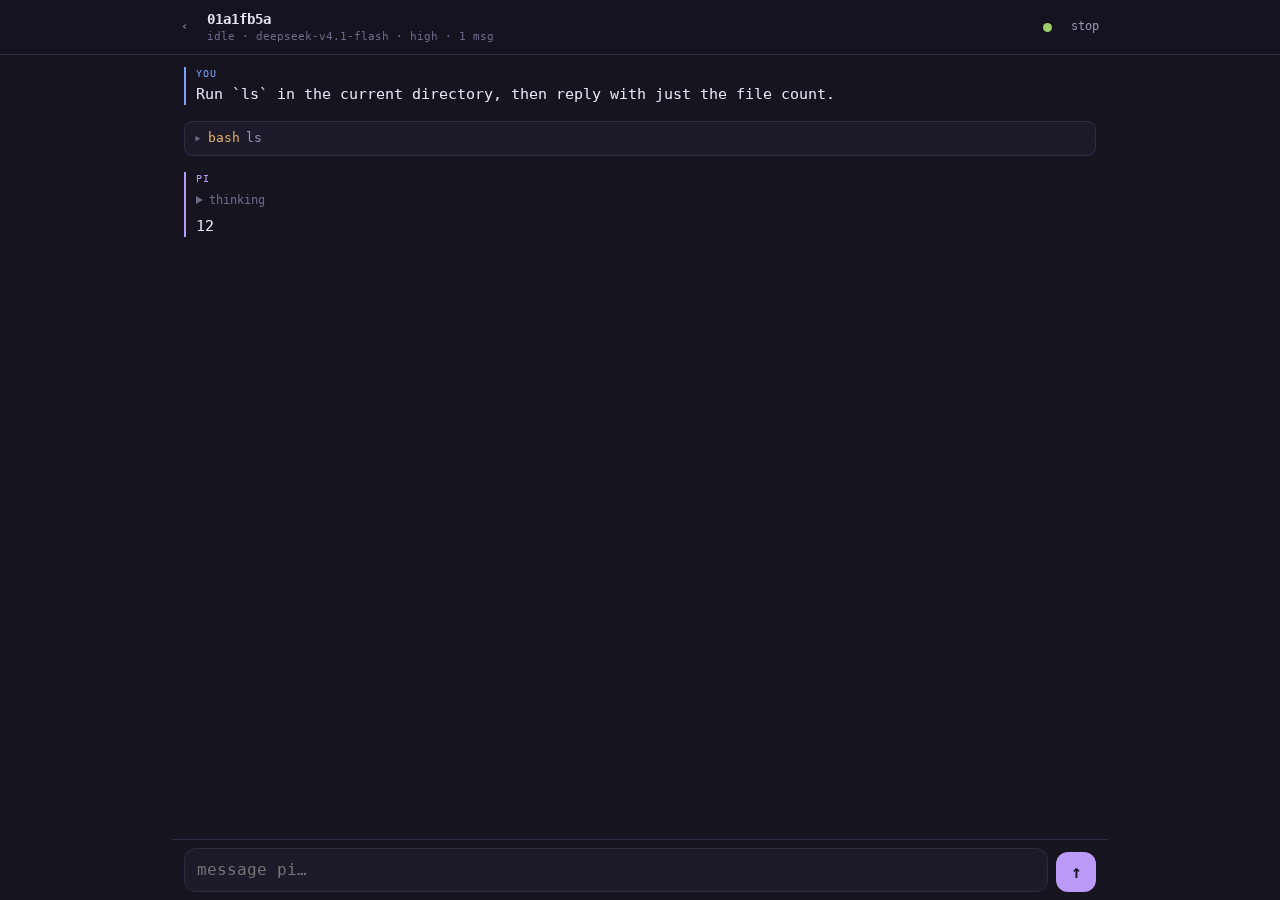 ‹
01a1fb5a
idle · deepseek-v4.1-flash · high · 1 msg
stop
YOU
Run `ls` in the current directory, then reply with just the file count.
▸ bash ls
PI
▶ thinking
12
message pi…
↑